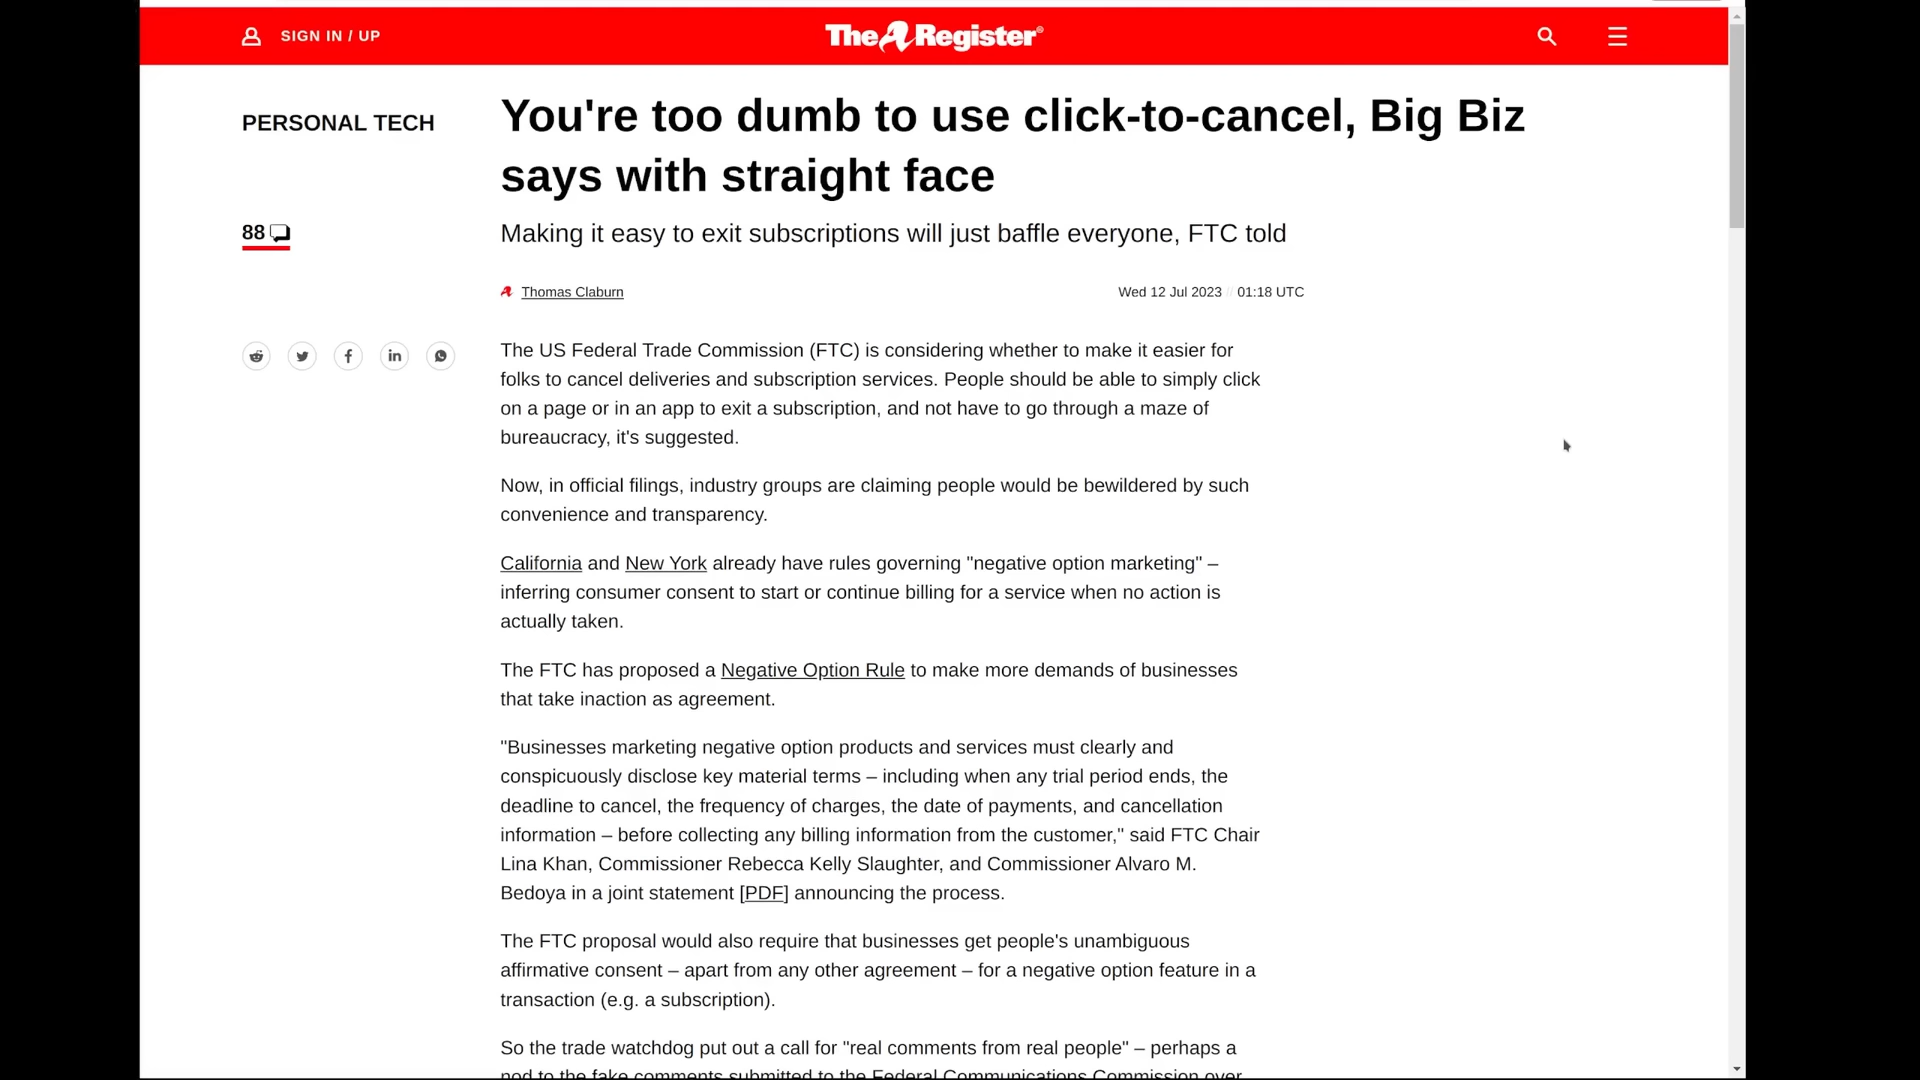 SIGN IN / UP
The Register®
PERSONAL TECH
You're too dumb to use click-to-cancel, Big Biz
says with straight face
88
Making it easy to exit subscriptions will just baffle everyone, FTC told
Thomas Claburn
Wed 12 Jul 2023 // 01:18 UTC
The US Federal Trade Commission (FTC) is considering whether to make it easier for
folks to cancel deliveries and subscription services. People should be able to simply click
on a page or in an app to exit a subscription, and not have to go through a maze of
bureaucracy, it's suggested.
Now, in official filings, industry groups are claiming people would be bewildered by such
convenience and transparency.
California and New York already have rules governing "negative option marketing" –
inferring consumer consent to start or continue billing for a service when no action is
actually taken.
The FTC has proposed a Negative Option Rule to make more demands of businesses
that take inaction as agreement.
"Businesses marketing negative option products and services must clearly and
conspicuously disclose key material terms – including when any trial period ends, the
deadline to cancel, the frequency of charges, the date of payments, and cancellation
information – before collecting any billing information from the customer," said FTC Chair
Lina Khan, Commissioner Rebecca Kelly Slaughter, and Commissioner Alvaro M.
Bedoya in a joint statement [PDF] announcing the process.
The FTC proposal would also require that businesses get people's unambiguous
affirmative consent – apart from any other agreement – for a negative option feature in a
transaction (e.g. a subscription).
So the trade watchdog put out a call for "real comments from real people" – perhaps a
nod to the fake comments submitted to the Federal Communications Commission over